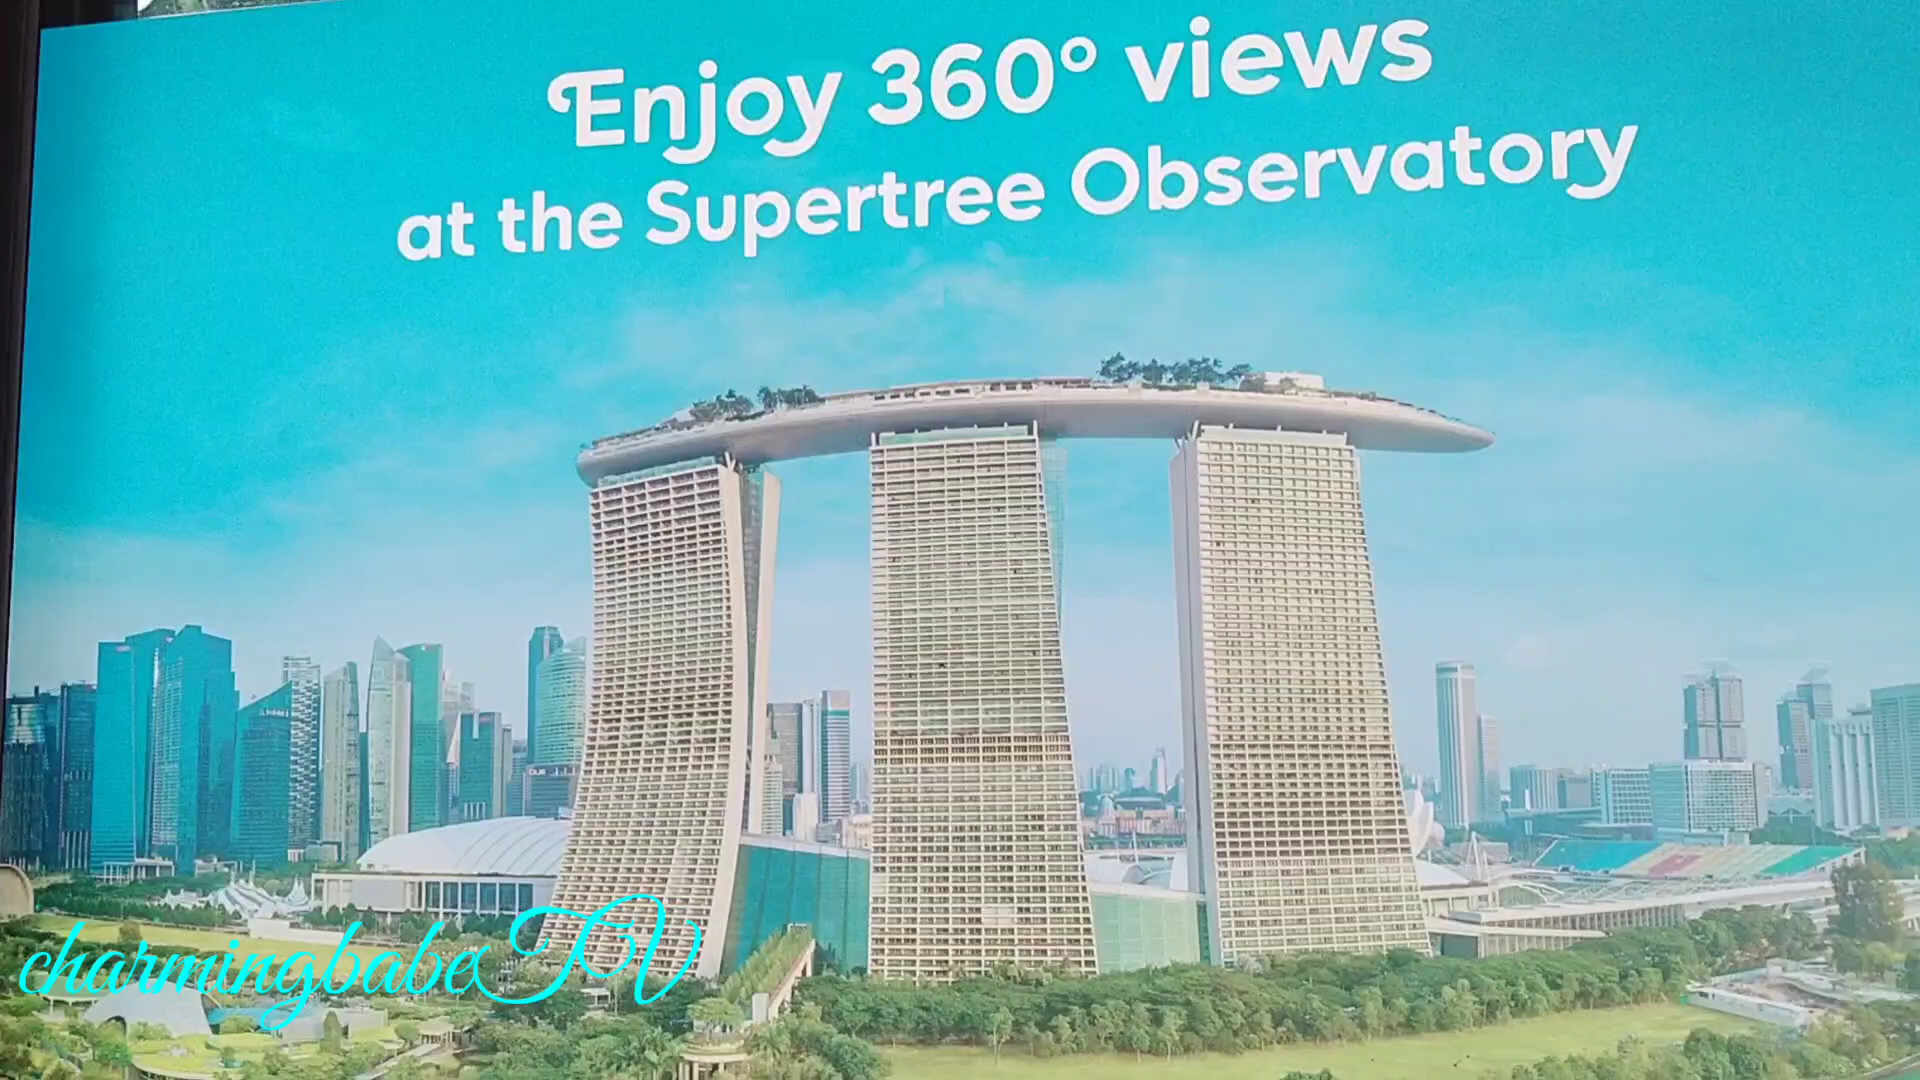 Enjoy 360° views
at the Supertree Observatory
charmingbabeTV